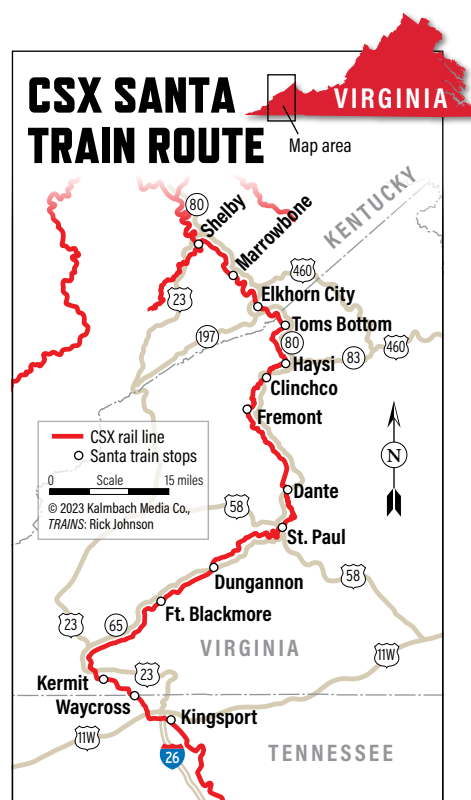 CSX SANTA
TRAIN ROUTE
VIRGINIA
Map area
KENTUCKY
80
Shelby
Marrowbone
460
23
Elkhorn City
197
Toms Bottom
80
460
83
Haysi
Clinchco
Fremont
CSX rail line
Santa train stops
0 Scale 15 miles
© 2023 Kalmbach Media Co.,
TRAINS: Rick Johnson
N
Dante
58
St. Paul
Dungannon
58
Ft. Blackmore
23
65
VIRGINIA
11W
Kermit
23
Waycross
Kingsport
11W
26
TENNESSEE